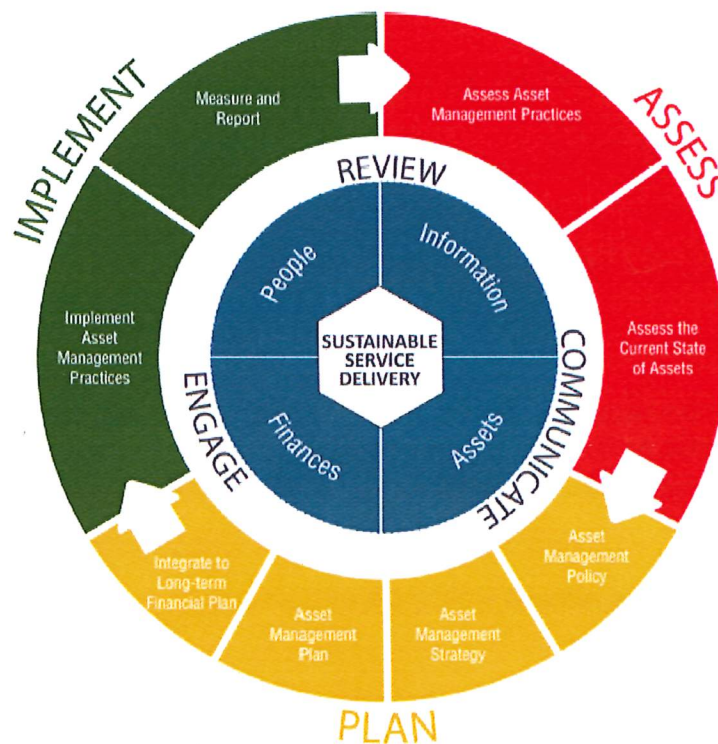 IMPLEMENT
Measure and
Report
Assess Asset
Management Practices
ASSESS
REVIEW
People
Information
Implement
Asset
Management
Practices
SUSTAINABLE
SERVICE
DELIVERY
Assess the
Current State
of Assets
ENGAGE
Finances
Assets
COMMUNICATE
Integrate to
Long-term
Financial Plan
Asset
Management
Plan
Asset
Management
Strategy
Asset
Management
Policy
PLAN